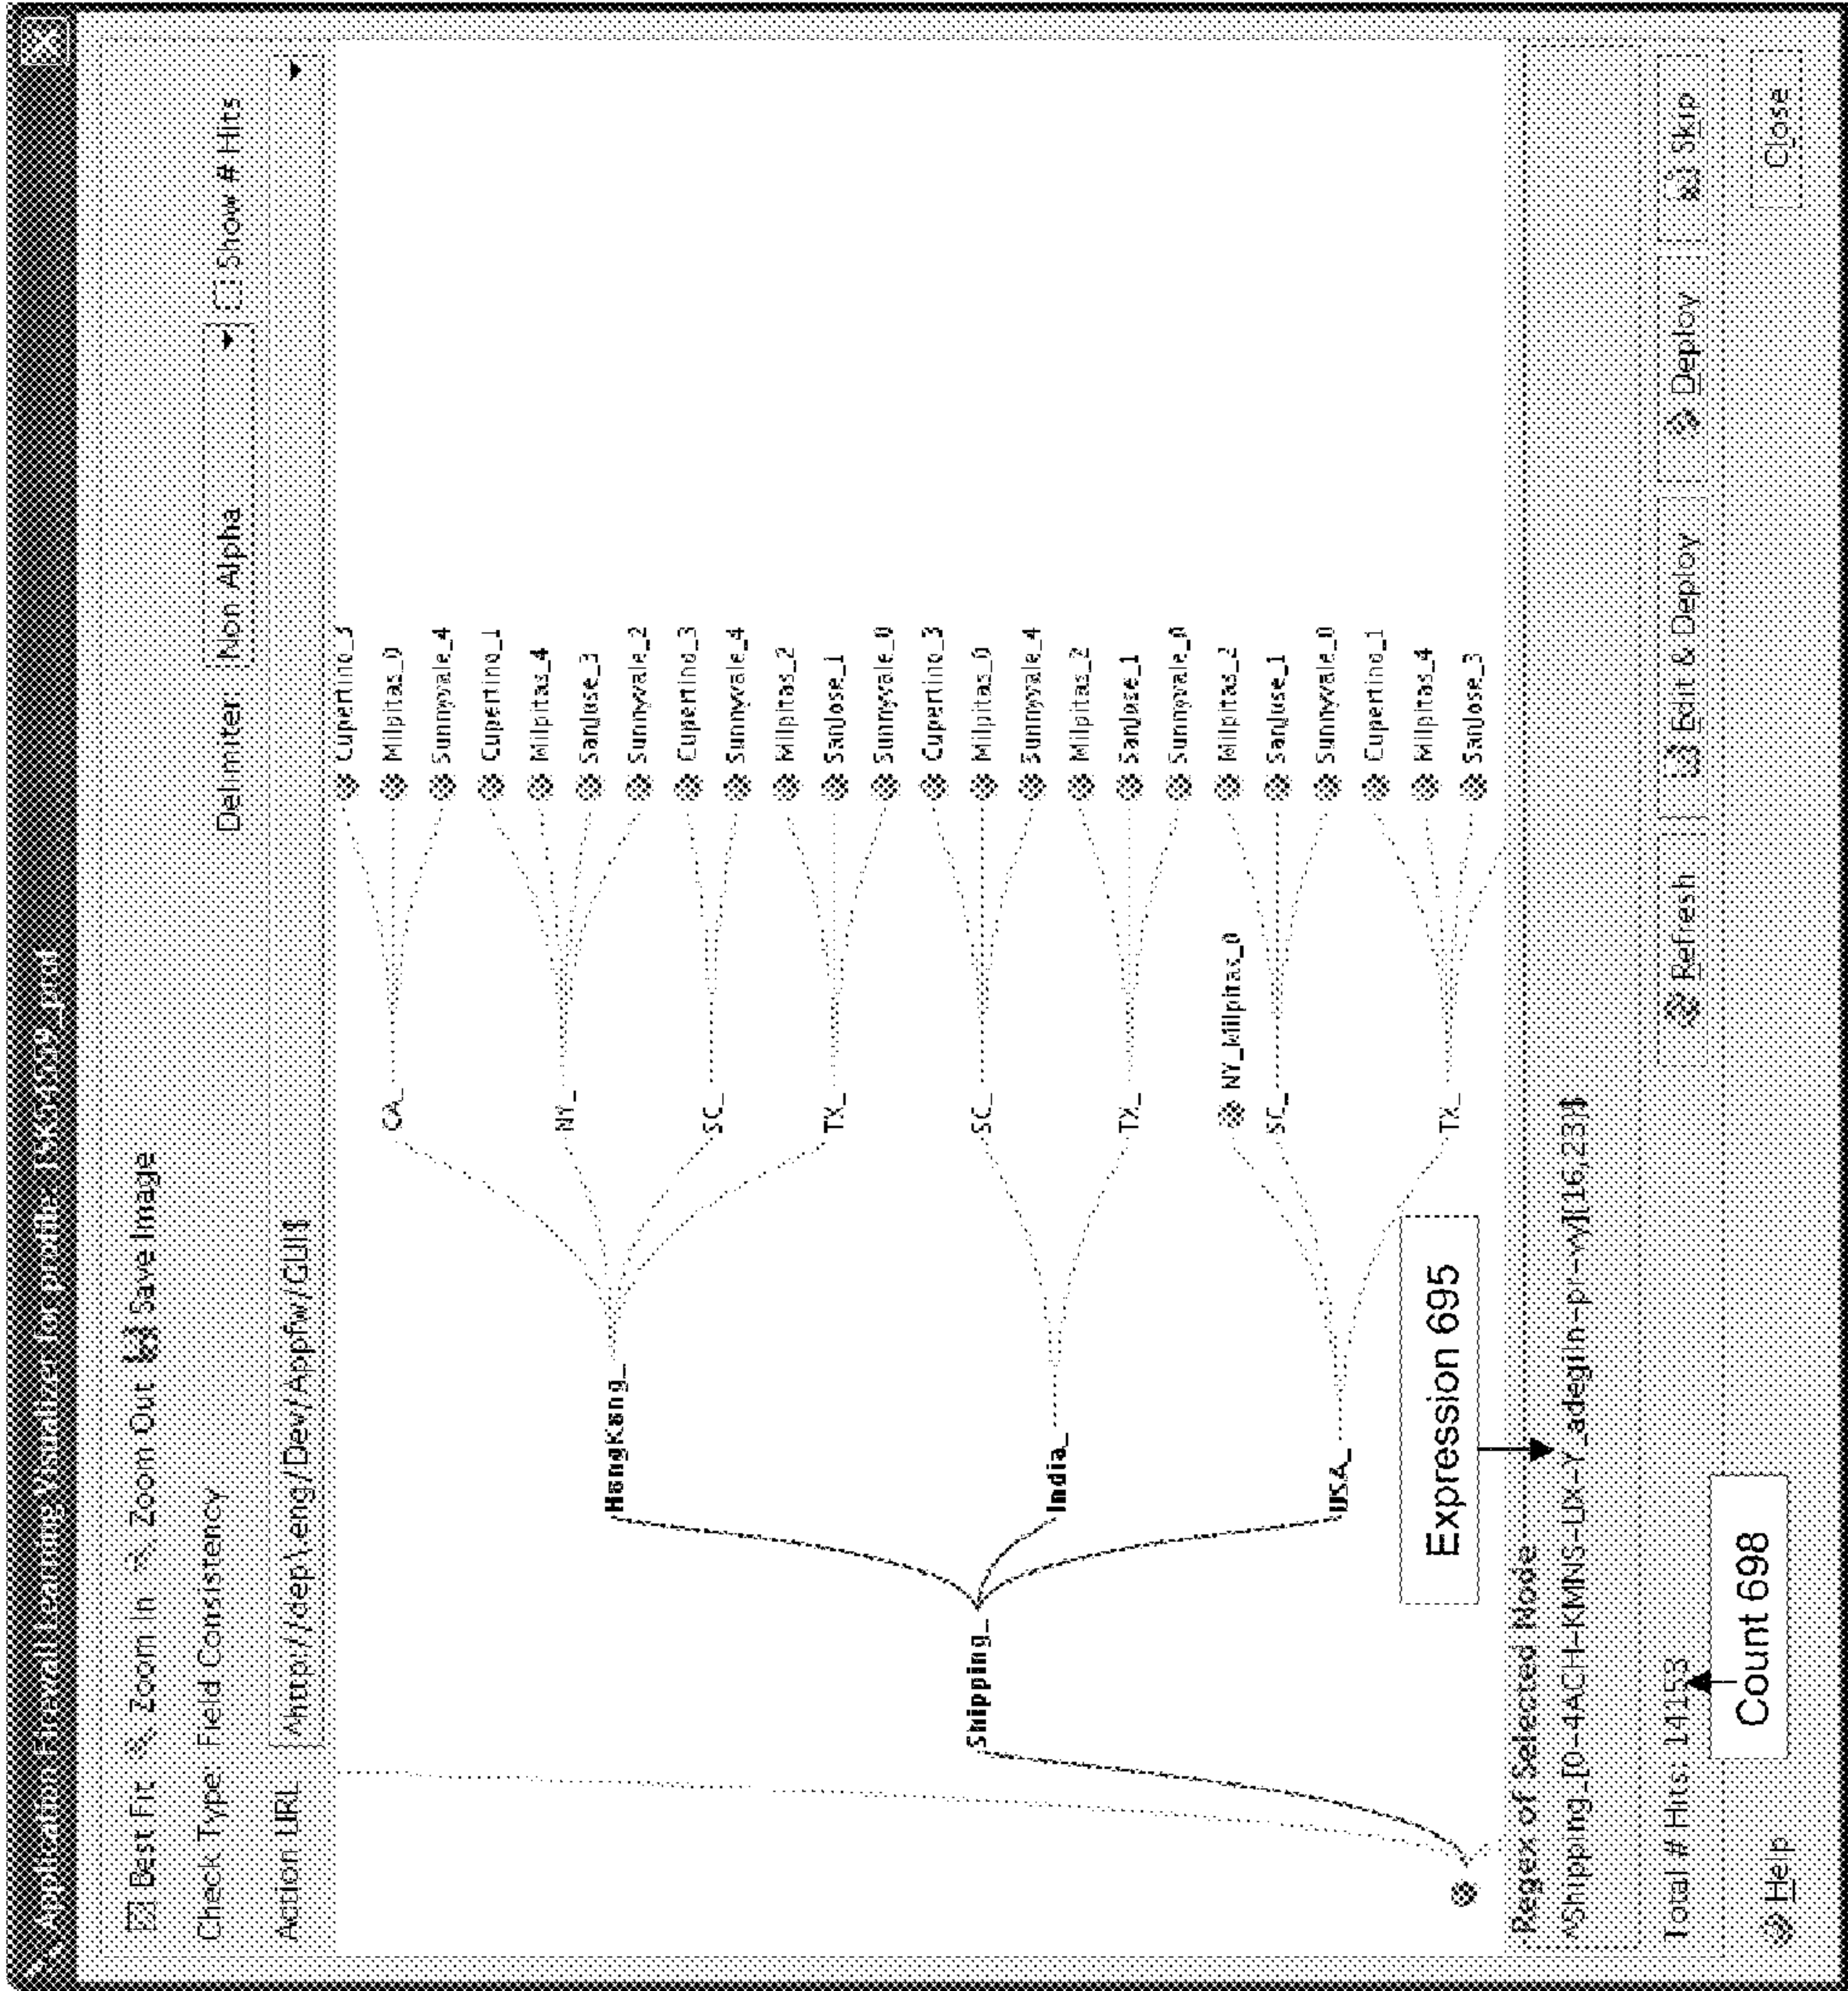 Application Firewall Learning Visualizer for profile
Best Fit Zoom In Zoom Out Save Image
Check Type: Field Consistency
Delimiter: Non Alpha Show # Hits
Action URL ^http://dep\.eng/Dev/Appfw/GUI$
Cupertino_3
CA_ Milpitas_0
Sunnyvale_4
Cupertino_1
Milpitas_4
NY_
SanJose_3
HongKong_
Sunnyvale_2
Cupertino_3
SC_
Sunnyvale_4
Milpitas_2
TX_ SanJose_1
Sunnyvale_0
Cupertino_3
Shipping_ SC_ Milpitas_0
Sunnyvale_4
India_
Milpitas_2
TX_ SanJose_1
Sunnyvale_0
NY_Milpitas_0 Milpitas_2
SC_ SanJose_1
Sunnyvale_0
USA_
Cupertino_1
Milpitas_4
TX_
SanJose_3
Expression 695
Regex of Selected Node
Total # Hits: 14153
Refresh Edit & Deploy Deploy Skip
Count 698
Help Close